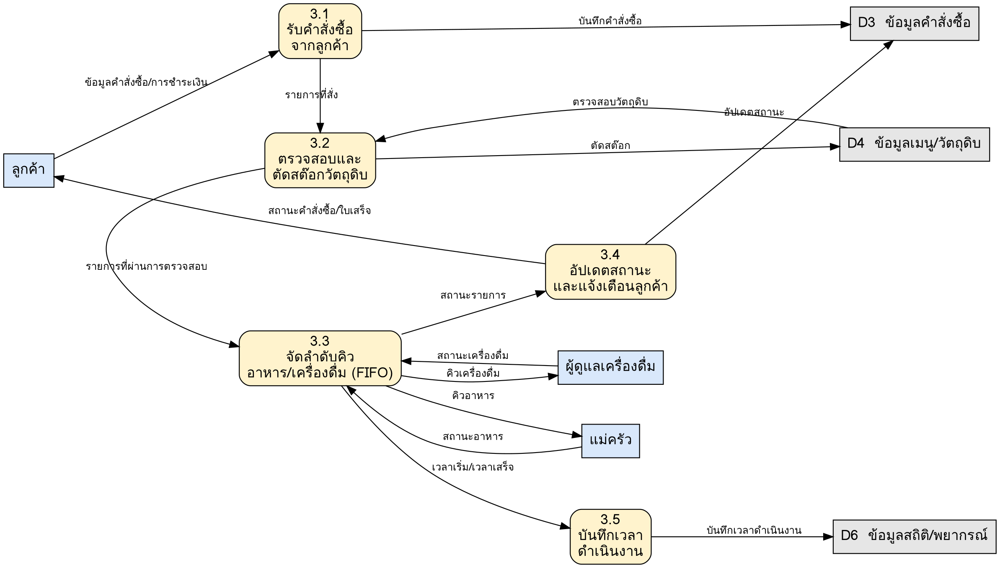 3.1
รับคำสั่งซื้อ
จากลูกค้า
บันทึกคำสั่งซื้อ
D3 ข้อมูลคำสั่งซื้อ
ข้อมูลคำสั่งซื้อ/การชำระเงิน
รายการที่สั่ง
ตรวจสอบวัตถุดิบ
อัปเดตสถานะ
3.2
ตรวจสอบและ
ตัดสต๊อกวัตถุดิบ
ตัดสต๊อก
D4 ข้อมูลเมนู/วัตถุดิบ
ลูกค้า
สถานะคำสั่งซื้อ/ใบเสร็จ
รายการที่ผ่านการตรวจสอบ
3.4
อัปเดตสถานะ
และแจ้งเตือนลูกค้า
สถานะรายการ
3.3
จัดลำดับคิว
อาหาร/เครื่องดื่ม (FIFO)
สถานะเครื่องดื่ม
ผู้ดูแลเครื่องดื่ม
คิวเครื่องดื่ม
คิวอาหาร
สถานะอาหาร
แม่ครัว
เวลาเริ่ม/เวลาเสร็จ
3.5
บันทึกเวลา
ดำเนินงาน
บันทึกเวลาดำเนินงาน
D6 ข้อมูลสถิติ/พยากรณ์